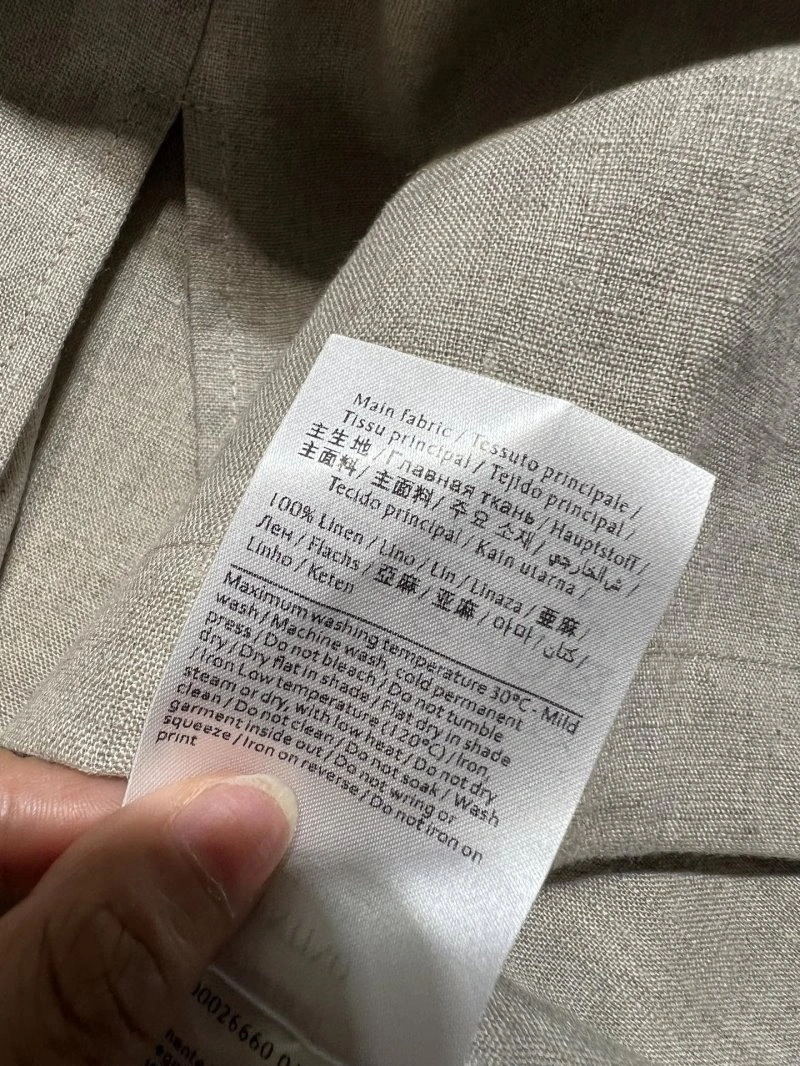 Main fabric / Tessuto principale /
Tissu principal / Tejido principal /
主生地 / Главная ткань / Hauptstoff /
主面料 / 主面料 / 주요 소재 /
Tecido principal / Kain utama /
100% Linen / Lino / Lin / Linaza / 亜麻 /
Лен / Flachs / 亞麻 / 亚麻 / 아마 / كتان /
Linho / Keten
Maximum washing temperature 30°C - Mild
wash / Machine wash, cold permanent
press / Do not bleach / Do not tumble
dry / Dry flat in shade / Flat dry in shade
/ Iron Low temperature (120°C) / Iron,
steam or dry, with low heat / Do not dry
clean / Do not clean / Do not soak / Wash
garment inside out / Do not wring or
squeeze / Iron on reverse / Do not iron on
print
00026660